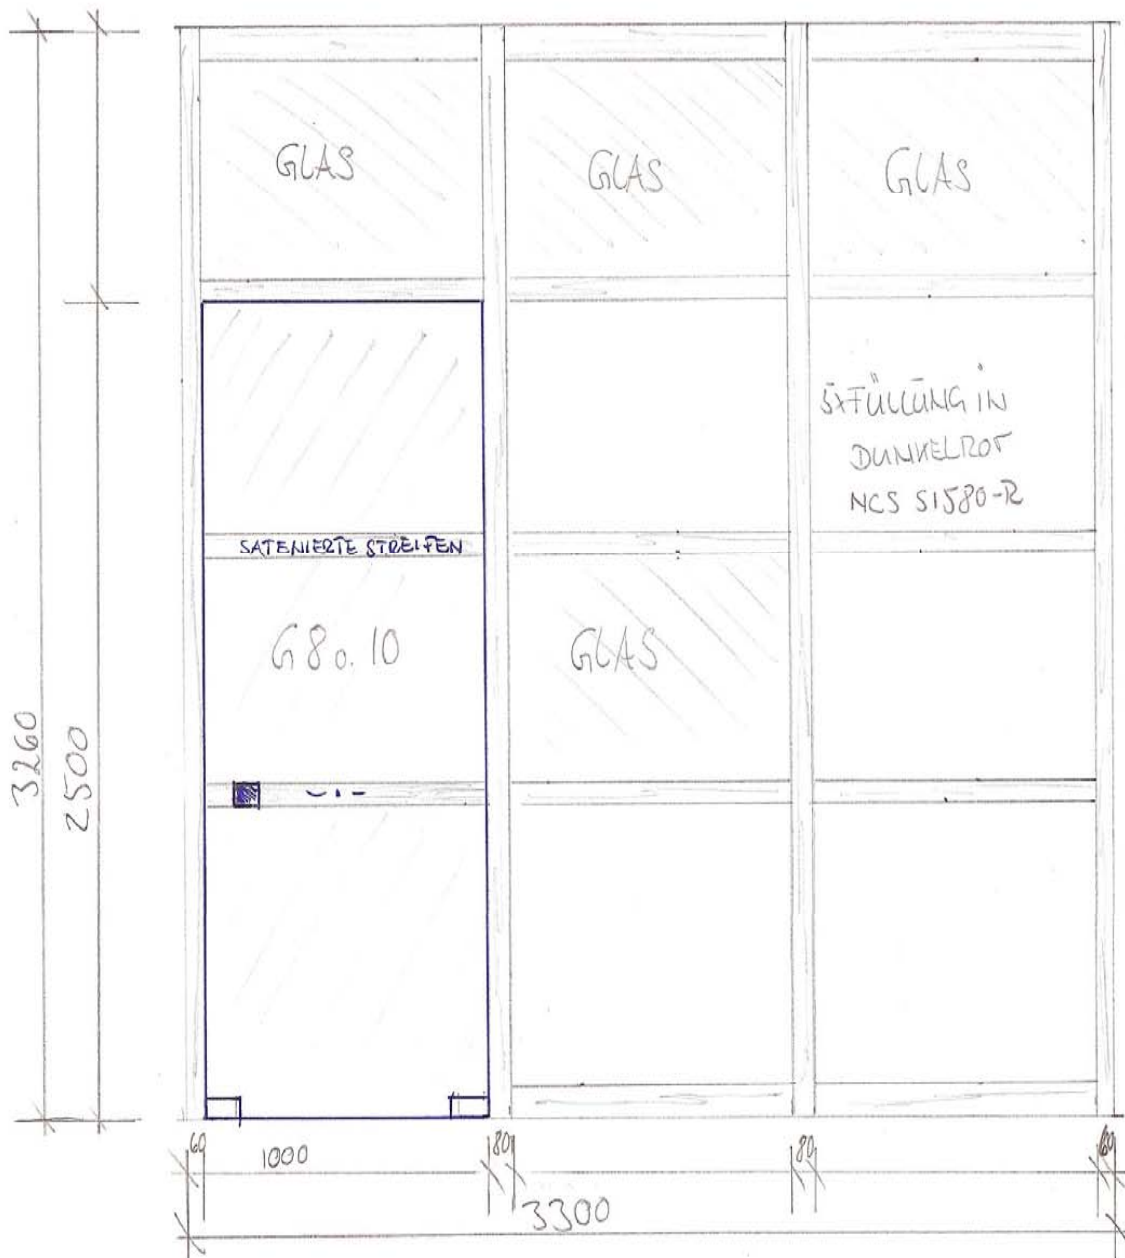 GLAS
GLAS
GLAS
5xFÜLLUNG IN
DUNKELROT
NCS S1580-R
SATENIERTE STREIFEN
G8 o. 10
GLAS
3260
2500
60
1000
80
80
60
3300